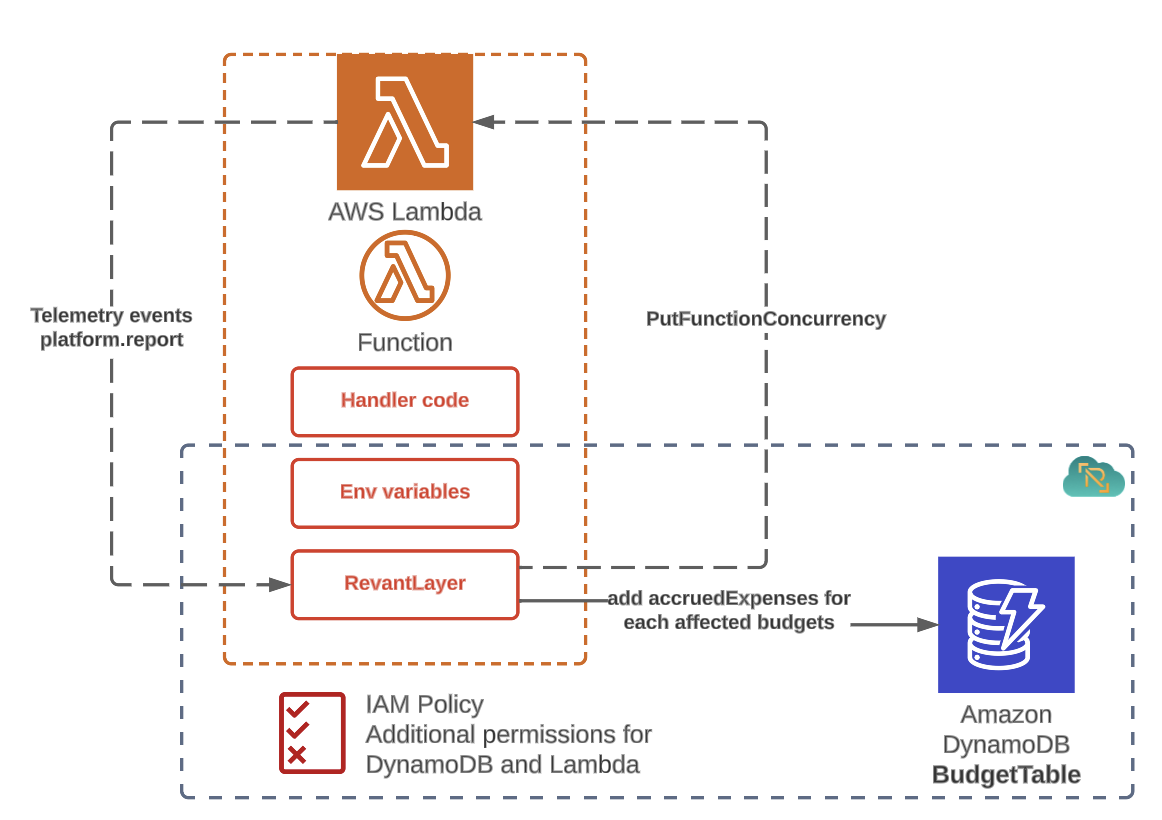 AWS Lambda
Function
Telemetry events
platform.report
PutFunctionConcurrency
Handler code
Env variables
RevantLayer
add accruedExpenses for
each affected budgets
IAM Policy
Additional permissions for
DynamoDB and Lambda
Amazon
DynamoDB
BudgetTable